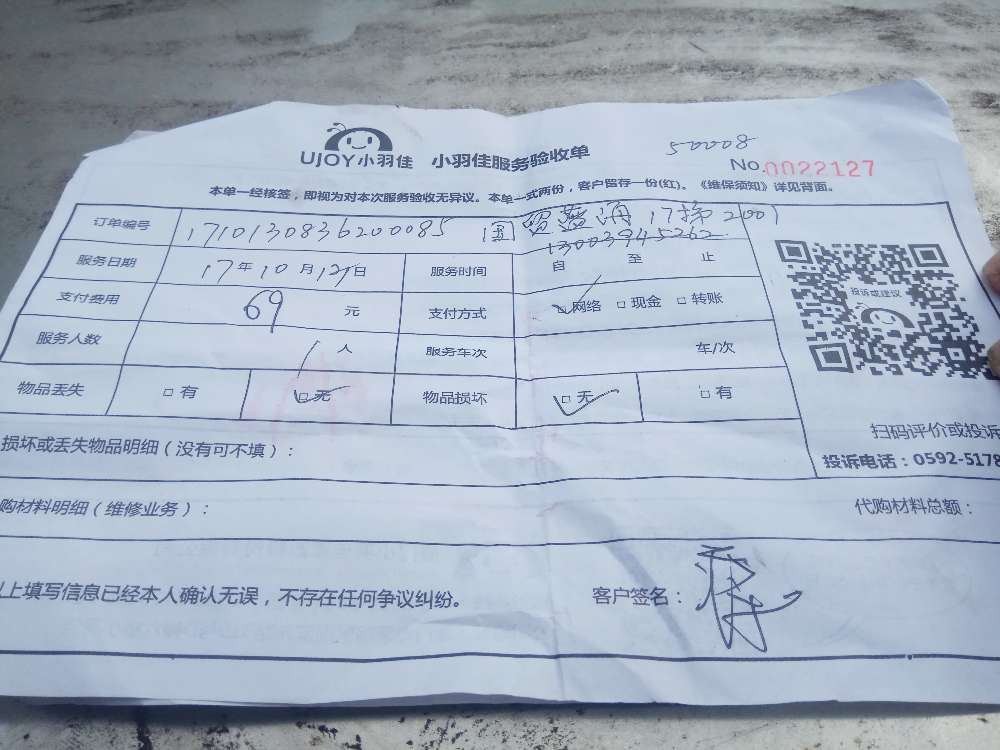 UJOY小羽佳 小羽佳服务验收单
50008
No.0022127
本单一经核签，即视为对本次服务验收无异议。本单一式两份，客户留存一份(红)。《维保须知》详见背面。
订单编号 1710130836200085 17梯2001
13003945262
服务日期 17年10月12日 服务时间 自 至 止
支付费用 69 元 支付方式 ☑网络 □现金 □转账
投诉或建议
服务人数 1人 服务车次 车/次
物品丢失 □有 ☑无 物品损坏 ☑无 □有
扫码评价或投诉
损坏或丢失物品明细（没有可不填）：
投诉电话：0592-5178
购材料明细（维修业务）： 代购材料总额：
上填写信息已经本人确认无误，不存在任何争议纠纷。 客户签名：